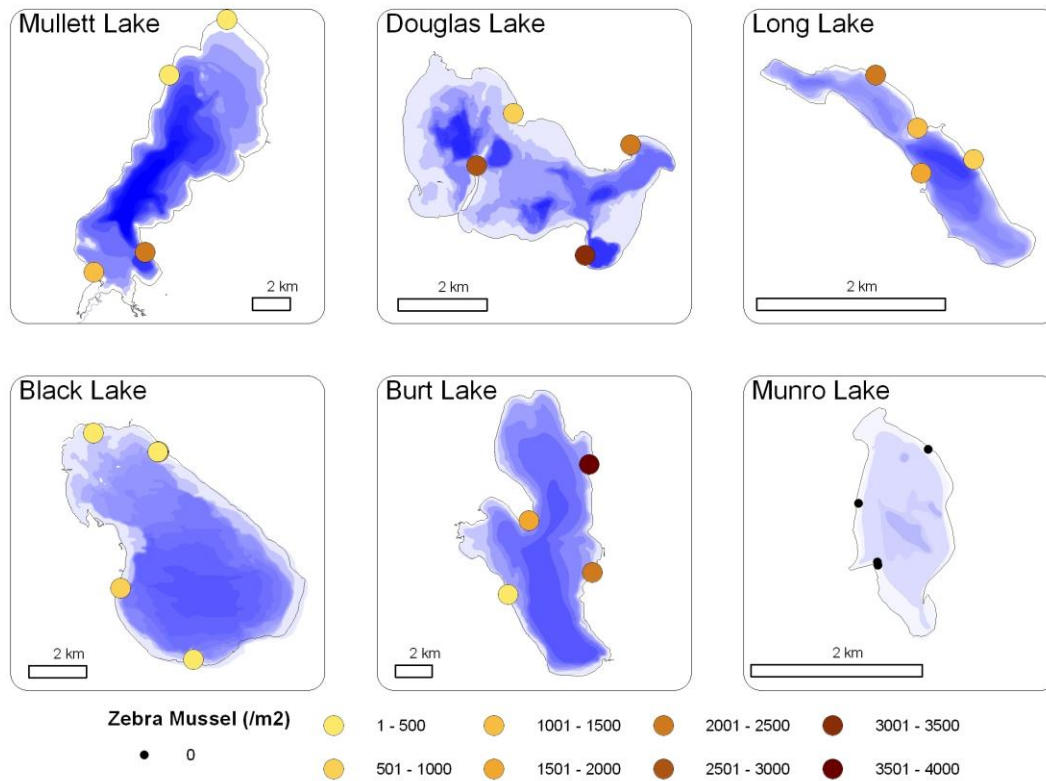 Mullett Lake
Douglas Lake
Long Lake
2 km
2 km
2 km
Black Lake
Burt Lake
Munro Lake
2 km
2 km
2 km
Zebra Mussel (/m2)
1 - 500
1001 - 1500
2001 - 2500
3001 - 3500
0
501 - 1000
1501 - 2000
2501 - 3000
3501 - 4000